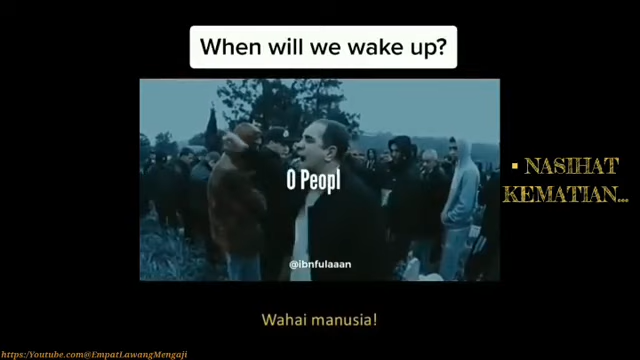 When will we wake up?
▪ NASIHAT
KEMATIAN...
O Peopl
@ibnfulaaan
Wahai manusia!
https:/Youtube.com@EmpatLawangMengaji